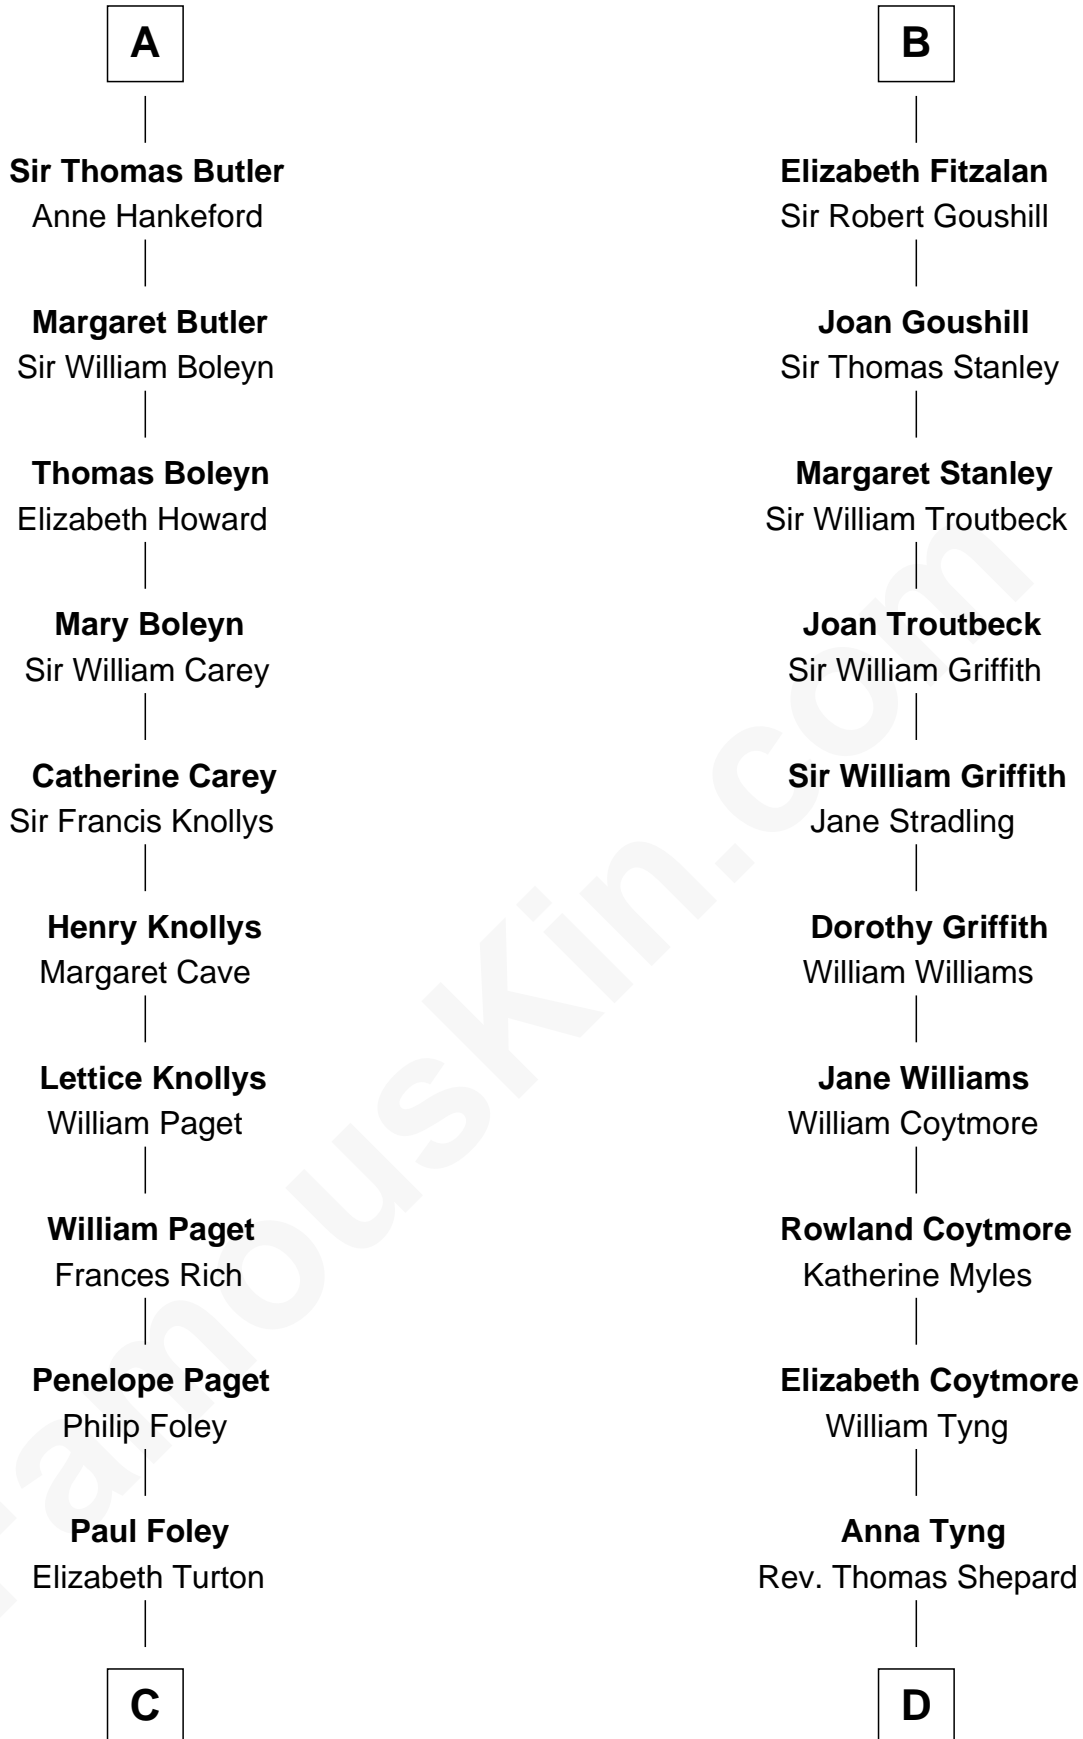 A
Sir Thomas Butler
Anne Hankeford
Margaret Butler
Sir William Boleyn
Thomas Boleyn
Elizabeth Howard
Mary Boleyn
Sir William Carey
Catherine Carey
Sir Francis Knollys
Henry Knollys
Margaret Cave
Lettice Knollys
William Paget
William Paget
Frances Rich
Penelope Paget
Philip Foley
Paul Foley
Elizabeth Turton
C
B
Elizabeth Fitzalan
Sir Robert Goushill
Joan Goushill
Sir Thomas Stanley
Margaret Stanley
Sir William Troutbeck
Joan Troutbeck
Sir William Griffith
Sir William Griffith
Jane Stradling
Dorothy Griffith
William Williams
Jane Williams
William Coytmore
Rowland Coytmore
Katherine Myles
Elizabeth Coytmore
William Tyng
Anna Tyng
Rev. Thomas Shepard
D
FamousKin.com